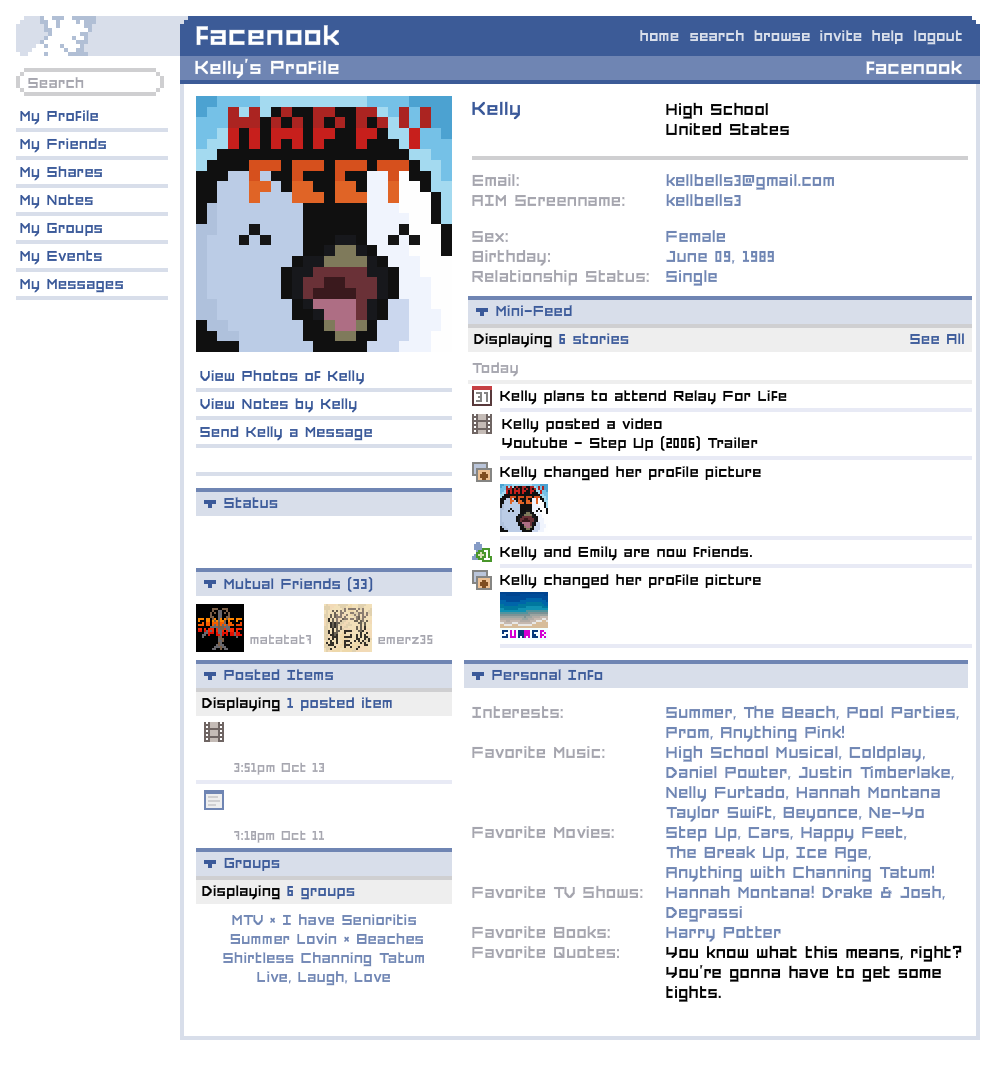 Facenook
home search browse invite help logout
Kelly's Profile
Facenook
Search
My Profile
My Friends
My Shares
My Notes
My Groups
My Events
My Messages
HAPPY
FEET
View Photos of Kelly
View Notes by Kelly
Send Kelly a Message
Status
Mutual Friends (33)
SNAKES
matatat7
emerz35
Posted Items
Displaying 1 posted item
3:51pm Oct 13
7:18pm Oct 11
Groups
Displaying 6 groups
MTV × I have Senioritis
Summer Lovin × Beaches
Shirtless Channing Tatum
Live, Laugh, Love
Kelly
High School
United States
Email: kellbells3@gmail.com
AIM Screenname: kellbells3
Sex: Female
Birthday: June 09, 1989
Relationship Status: Single
Mini-Feed
Displaying 6 stories See All
Today
31 Kelly plans to attend Relay For Life
Kelly posted a video
Youtube - Step Up (2006) Trailer
Kelly changed her profile picture
HAPPY
FEET
+1 Kelly and Emily are now friends.
Kelly changed her profile picture
SUMMER
Personal Info
Interests: Summer, The Beach, Pool Parties,
Prom, Anything Pink!
Favorite Music: High School Musical, Coldplay,
Daniel Powter, Justin Timberlake,
Nelly Furtado, Hannah Montana
Taylor Swift, Beyonce, Ne-Yo
Favorite Movies: Step Up, Cars, Happy Feet,
The Break Up, Ice Age,
Anything with Channing Tatum!
Favorite TV Shows: Hannah Montana! Drake & Josh,
Degrassi
Favorite Books: Harry Potter
Favorite Quotes: You know what this means, right?
You're gonna have to get some
tights.